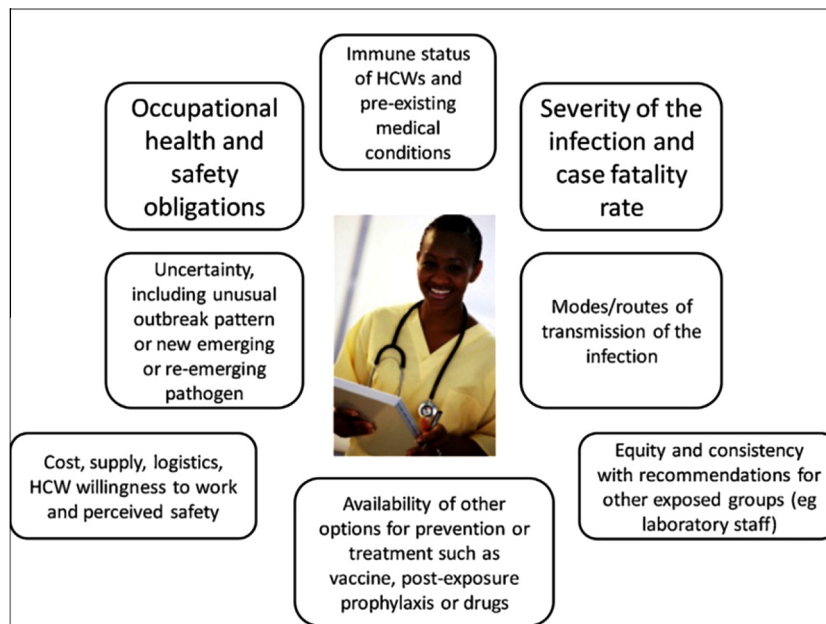 Immune status
of HCWs and
pre-existing
medical
conditions
Occupational
health and
safety
obligations
Severity of the
infection and
case fatality
rate
Uncertainty,
including unusual
outbreak pattern
or new emerging
or re-emerging
pathogen
Modes/routes of
transmission of the
infection
Cost, supply, logistics,
HCW willingness to work
and perceived safety
Availability of other
options for prevention or
treatment such as
vaccine, post-exposure
prophylaxis or drugs
Equity and consistency
with recommendations for
other exposed groups (eg
laboratory staff)